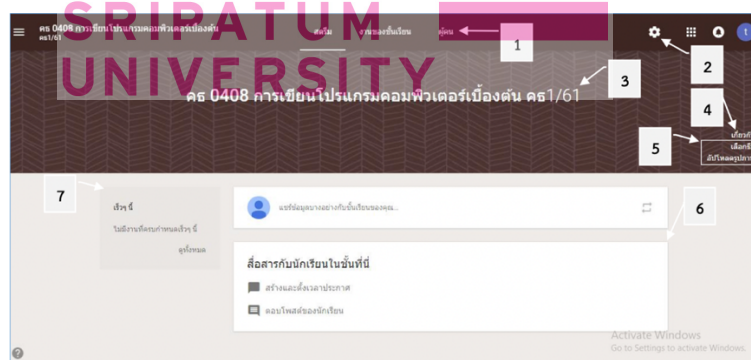 SRIPATUM
UNIVERSITY
คธ 0408 การเขียนโปรแกรมคอมพิวเตอร์เบื้องต้น
คธ1/61
สตรีม
งานของชั้นเรียน
ผู้คน
1
2
t
คธ 0408 การเขียนโปรแกรมคอมพิวเตอร์เบื้องต้น คธ1/61
3
4
เกี่ยวกั
5
เลือกธี
อัปโหลดรูปภา
7
เร็วๆ นี้
ไม่มีงานที่ครบกำหนดเร็วๆ นี้
ดูทั้งหมด
แชร์ข้อมูลบางอย่างกับชั้นเรียนของคุณ...
6
สื่อสารกับนักเรียนในชั้นที่นี่
สร้างและตั้งเวลาประกาศ
ตอบโพสต์ของนักเรียน
Activate Windows
Go to Settings to activate Windows.